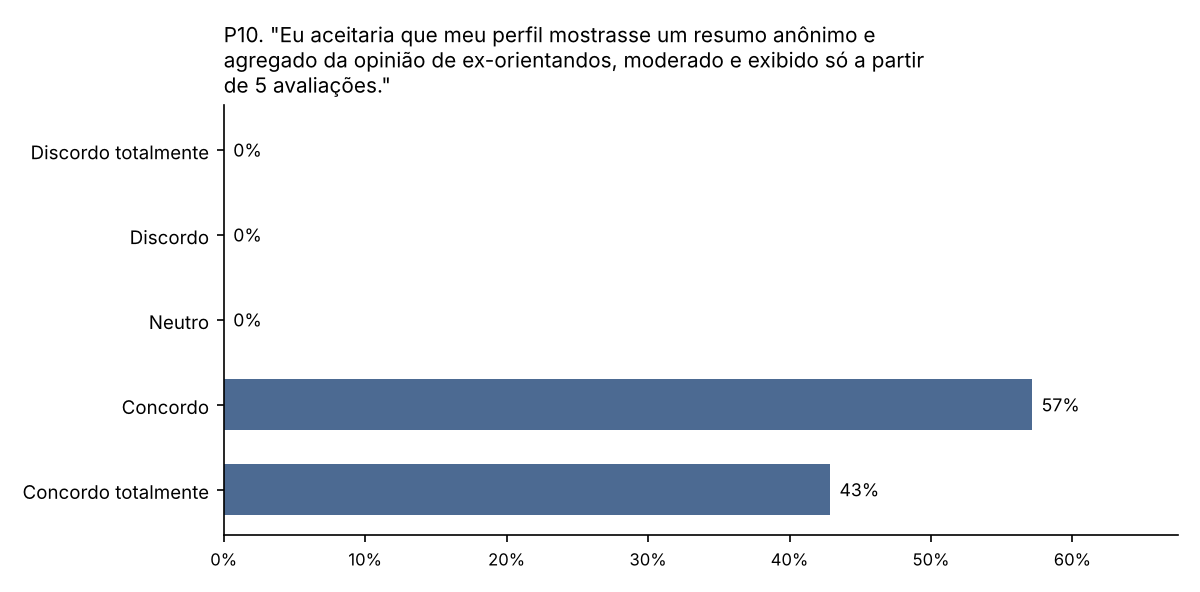 P10. "Eu aceitaria que meu perfil mostrasse um resumo anônimo e
agregado da opinião de ex-orientandos, moderado e exibido só a partir
de 5 avaliações."
Discordo totalmente 0%
Discordo 0%
Neutro 0%
Concordo 57%
Concordo totalmente 43%
0% 10% 20% 30% 40% 50% 60%